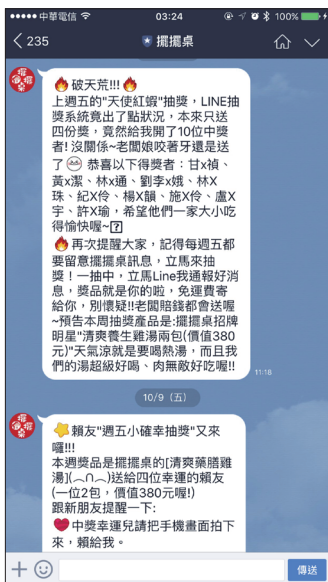 ●●●●● 中華電信 03:24 100%
235 擺擺桌
🔥破天荒!!!🔥
上週五的"天使紅蝦"抽獎，LINE抽
獎系統竟出了點狀況，本來只送
四份獎，竟然給我開了10位中獎
者! 沒關係~老闆娘咬著牙還是送
了 恭喜以下得獎者：甘x禎、
黃x潔、林x通、劉李x娥、林X
珠、紀X伶、楊X韻、施X伶、盧X
宇、許X瑜，希望他們一家大小吃
得愉快喔~?
🔥再次提醒大家，記得每週五都
要留意擺擺桌訊息，立馬來抽
獎！一抽中，立馬Line我通報好消
息，獎品就是你的啦，免運費寄
給你，別懷疑!!老闆賠錢都會送喔
~預告本周抽獎產品是:擺擺桌招牌
明星"清爽養生雞湯兩包(價值380
元)"天氣涼就是要喝熱湯，而且我
們的湯超級好喝、肉無敵好吃喔!!
11:18
10/9（五）
⭐賴友"週五小確幸抽獎"又來
囉!!!
本週獎品是擺擺桌的[清爽藥膳雞
湯](︵∩︵)送給四位幸運的賴友
(一位2包，價值380元喔!)
跟新朋友提醒一下:
❤中獎幸運兒請把手機畫面拍下
來，賴給我。
傳送